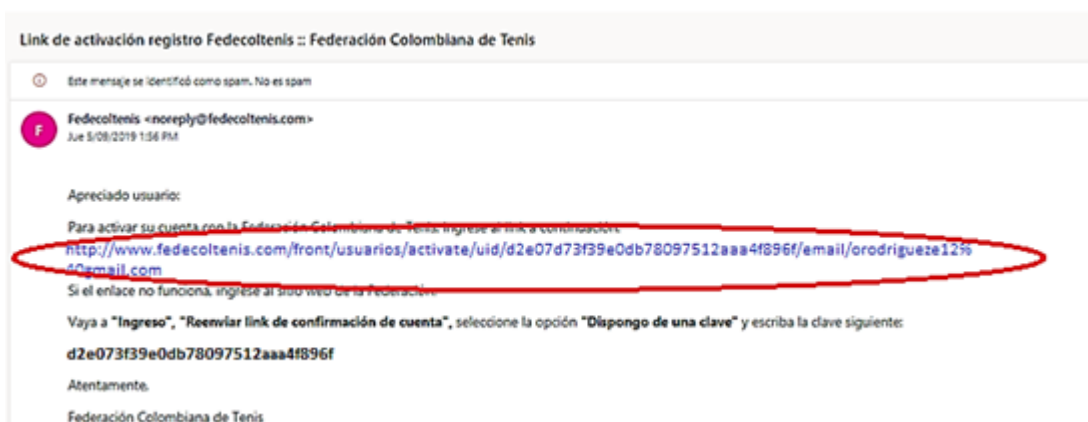 Link de activación registro Fedecoltenis :: Federación Colombiana de Tenis
Este mensaje se identificó como spam. No es spam
F
Fedecoltenis <noreply@fedecoltenis.com>
Jue 5/09/2019 1:56 PM
Apreciado usuario:
Para activar su cuenta con la Federación Colombiana de Tenis. Ingrese al link a continuación:
http://www.fedecoltenis.com/front/usuarios/activate/uid/d2e07d73f39e0db78097512aaa4f896f/email/orodrigueze12%
40gmail.com
Si el enlace no funciona, ingrese al sitio web de la Federación.
Vaya a "Ingreso", "Reenviar link de confirmación de cuenta", seleccione la opción "Dispongo de una clave" y escriba la clave siguiente:
d2e073f39e0db78097512aaa4f896f
Atentamente,
Federación Colombiana de Tenis